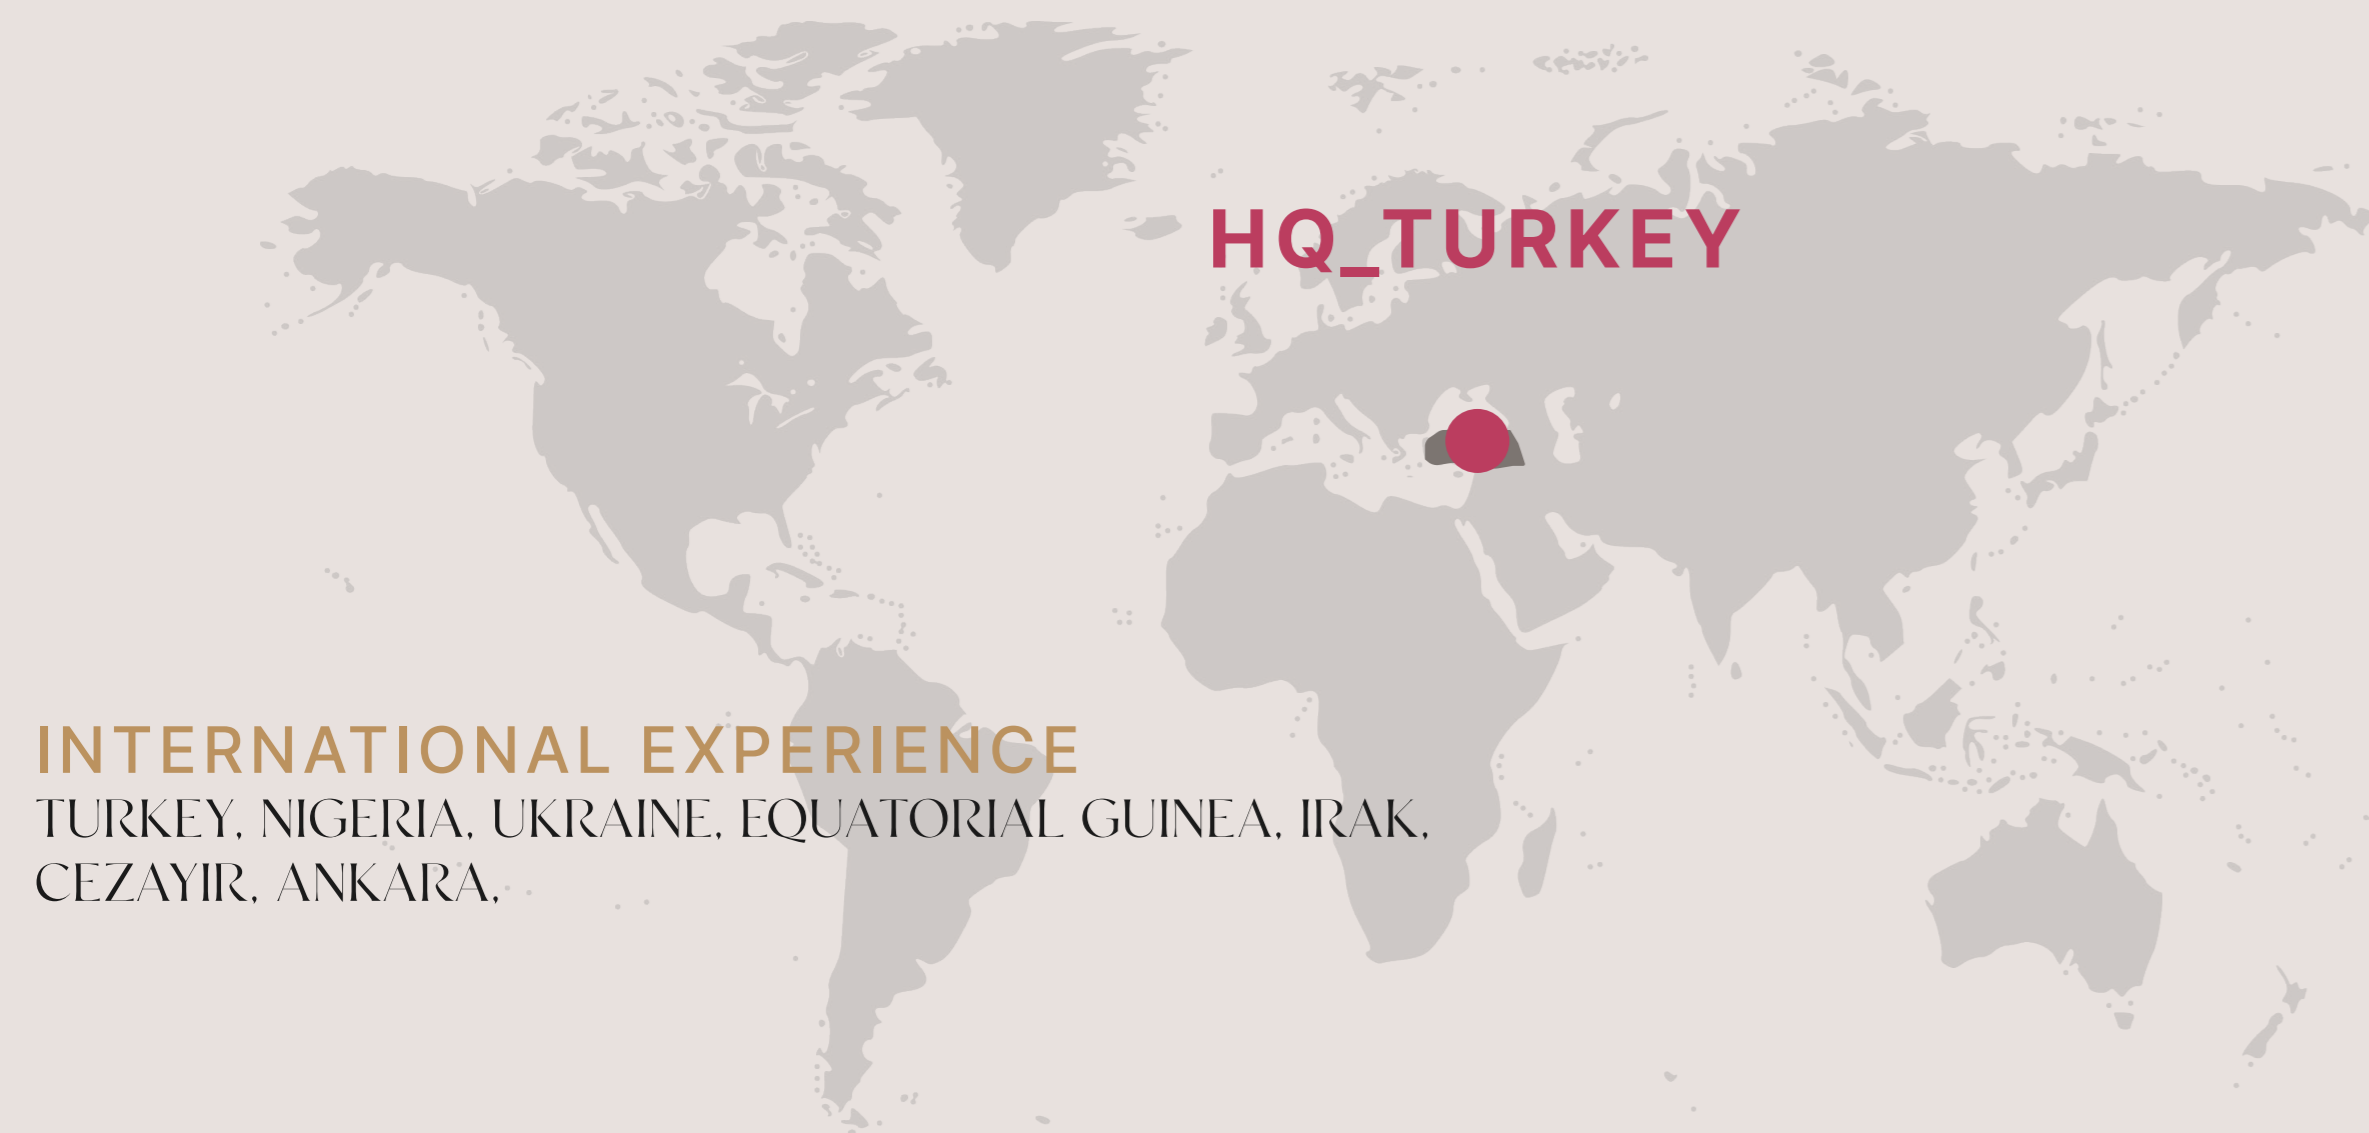 HQ_TURKEY
INTERNATIONAL EXPERIENCE
TURKEY, NIGERIA, UKRAINE, EQUATORIAL GUINEA, IRAK,
CEZAYIR, ANKARA,